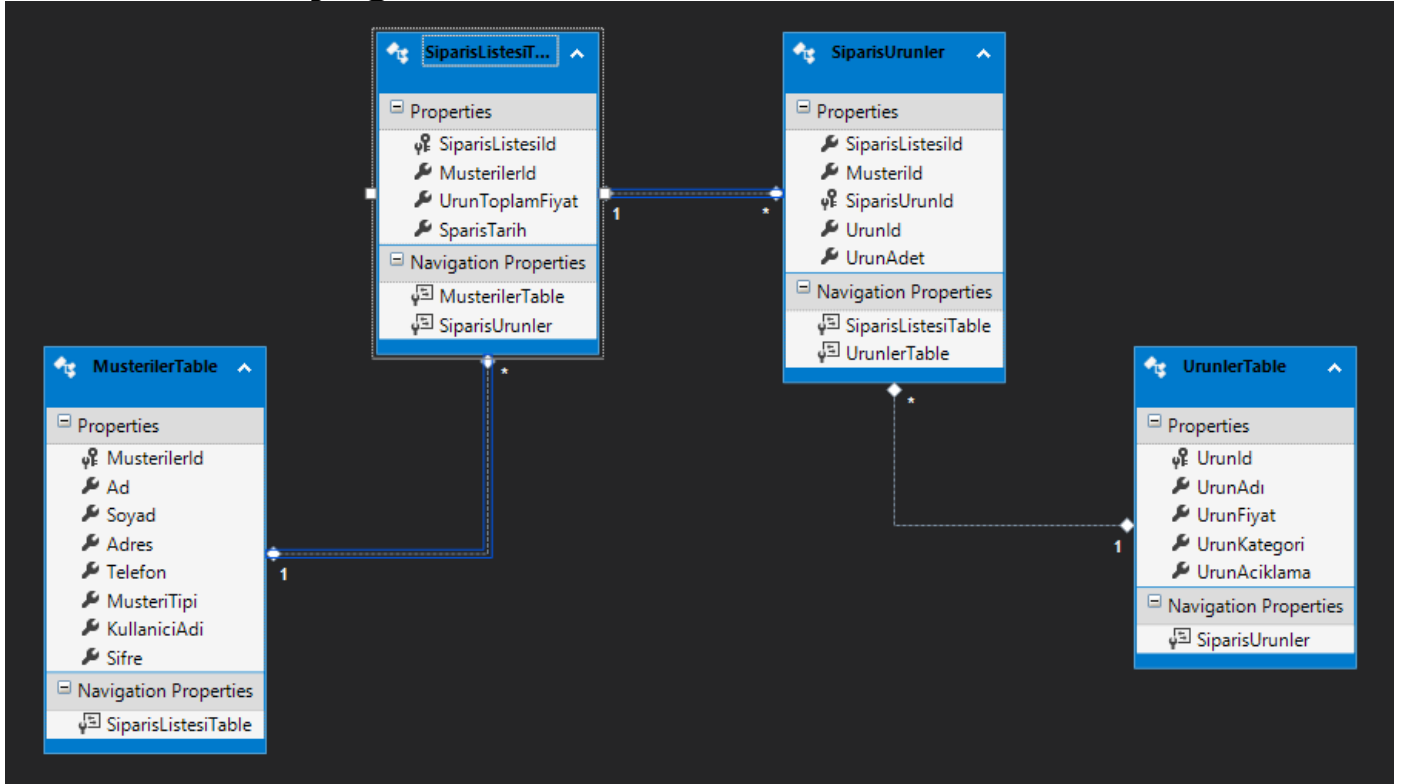 SiparisListesiT...
Properties
SiparisListesiId
MusterilerId
UrunToplamFiyat
SparisTarih
Navigation Properties
MusterilerTable
SiparisUrunler
SiparisUrunler
Properties
SiparisListesiId
MusteriId
SiparisUrunId
UrunId
UrunAdet
Navigation Properties
SiparisListesiTable
UrunlerTable
1
*
MusterilerTable
Properties
MusterilerId
Ad
Soyad
Adres
Telefon
MusteriTipi
KullaniciAdi
Sifre
Navigation Properties
SiparisListesiTable
*
1
UrunlerTable
Properties
UrunId
UrunAdı
UrunFiyat
UrunKategori
UrunAciklama
Navigation Properties
SiparisUrunler
*
1